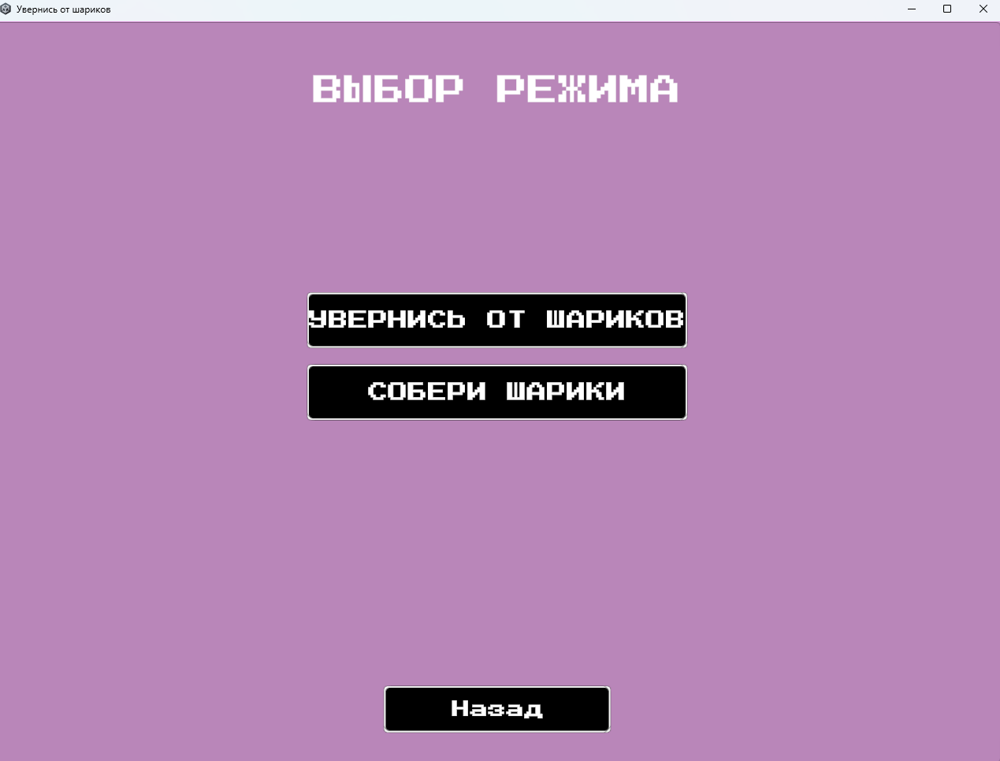 Увернись от шариков
ВЫБОР РЕЖИМА
УВЕРНИСЬ ОТ ШАРИКОВ
СОБЕРИ ШАРИКИ
Назад